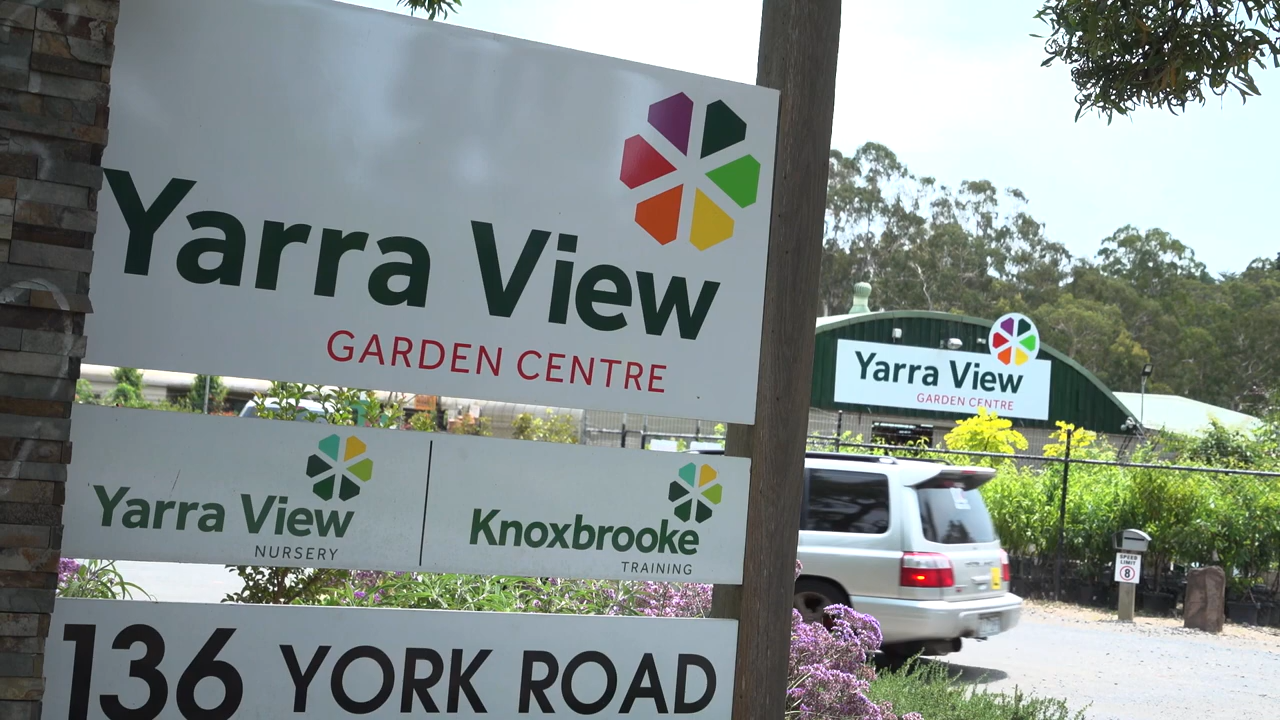 Yarra View
GARDEN CENTRE
Yarra View
NURSERY
Knoxbrooke
TRAINING
136 YORK ROAD
Yarra View
GARDEN CENTRE
SPEED
LIMIT
8